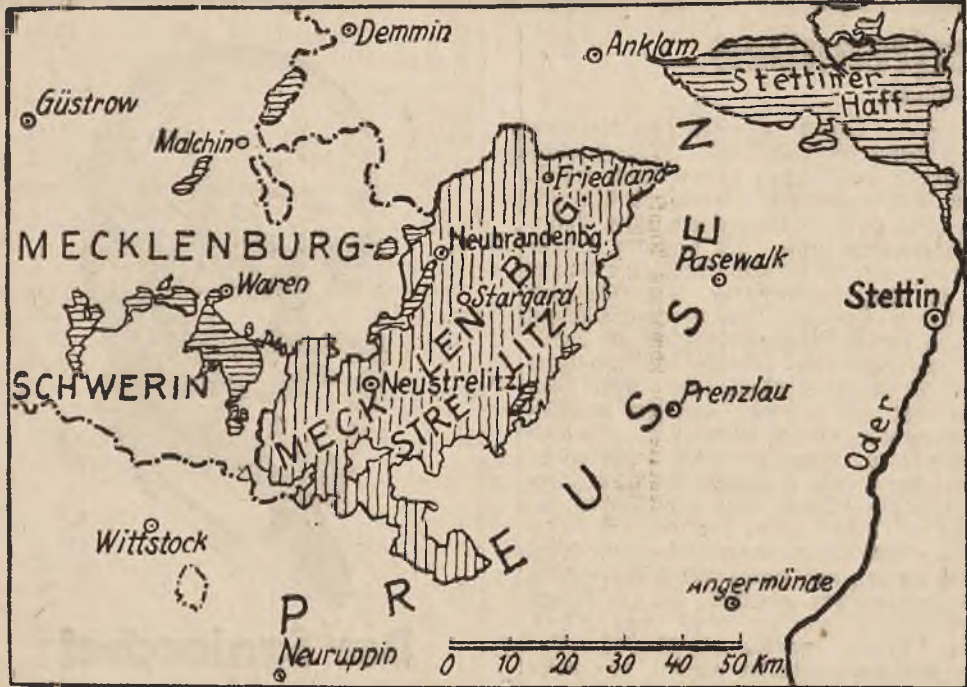 Demmin
Anklam
Stettiner
Haff
Güstrow
Malchin
Friedland
MECKLENBURG-
Neubrandenbg.
Pasewalk
Waren
Stargard
Stettin
SCHWERIN
Neustrelitz
Prenzlau
MECKLENBG.
STRELITZ
Oder
Wittstock
PREUSSEN
Angermünde
Neuruppin
0 10 20 30 40 50 Km.